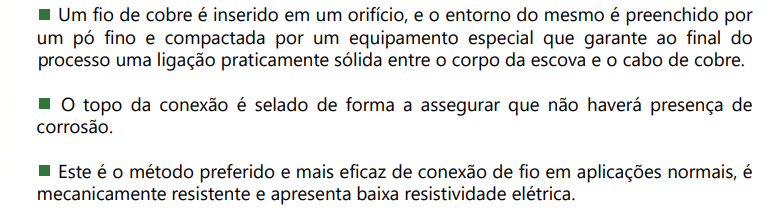 ■ Um fio de cobre é inserido em um orifício, e o entorno do mesmo é preenchido por
um pó fino e compactada por um equipamento especial que garante ao final do
processo uma ligação praticamente sólida entre o corpo da escova e o cabo de cobre.
■ O topo da conexão é selado de forma a assegurar que não haverá presença de
corrosão.
■ Este é o método preferido e mais eficaz de conexão de fio em aplicações normais, é
mecanicamente resistente e apresenta baixa resistividade elétrica.